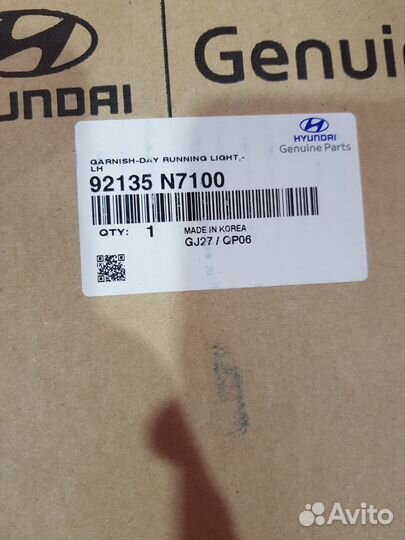 HYUNDAI
Genui
HYUNDAI
Genuine Parts
GARNISH-DAY RUNNING LIGHT,-
LH
92135 N7100
QTY: 1
MADE IN KOREA
GJ27 / QP06
Avito